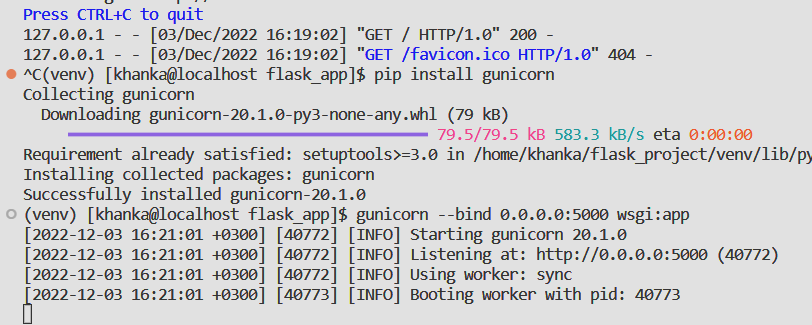 Press CTRL+C to quit
127.0.0.1 - - [03/Dec/2022 16:19:02] "GET / HTTP/1.0" 200 -
127.0.0.1 - - [03/Dec/2022 16:19:02] "GET /favicon.ico HTTP/1.0" 404 -
^C(venv) [khanka@localhost flask_app]$ pip install gunicorn
Collecting gunicorn
  Downloading gunicorn-20.1.0-py3-none-any.whl (79 kB)
79.5/79.5 kB 583.3 kB/s eta 0:00:00
Requirement already satisfied: setuptools>=3.0 in /home/khanka/flask_project/venv/lib/py
Installing collected packages: gunicorn
Successfully installed gunicorn-20.1.0
(venv) [khanka@localhost flask_app]$ gunicorn --bind 0.0.0.0:5000 wsgi:app
[2022-12-03 16:21:01 +0300] [40772] [INFO] Starting gunicorn 20.1.0
[2022-12-03 16:21:01 +0300] [40772] [INFO] Listening at: http://0.0.0.0:5000 (40772)
[2022-12-03 16:21:01 +0300] [40772] [INFO] Using worker: sync
[2022-12-03 16:21:01 +0300] [40773] [INFO] Booting worker with pid: 40773